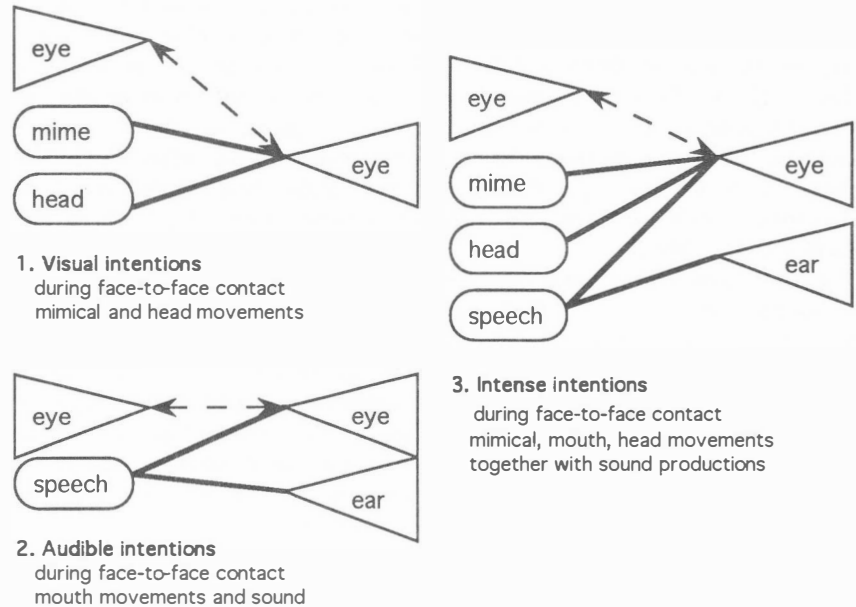 eye
mime
head
eye
1. Visual intentions
during face-to-face contact
mimical and head movements
eye
speech
eye
ear
2. Audible intentions
during face-to-face contact
mouth movements and sound
eye
mime
head
speech
eye
ear
3. Intense intentions
during face-to-face contact
mimical, mouth, head movements
together with sound productions